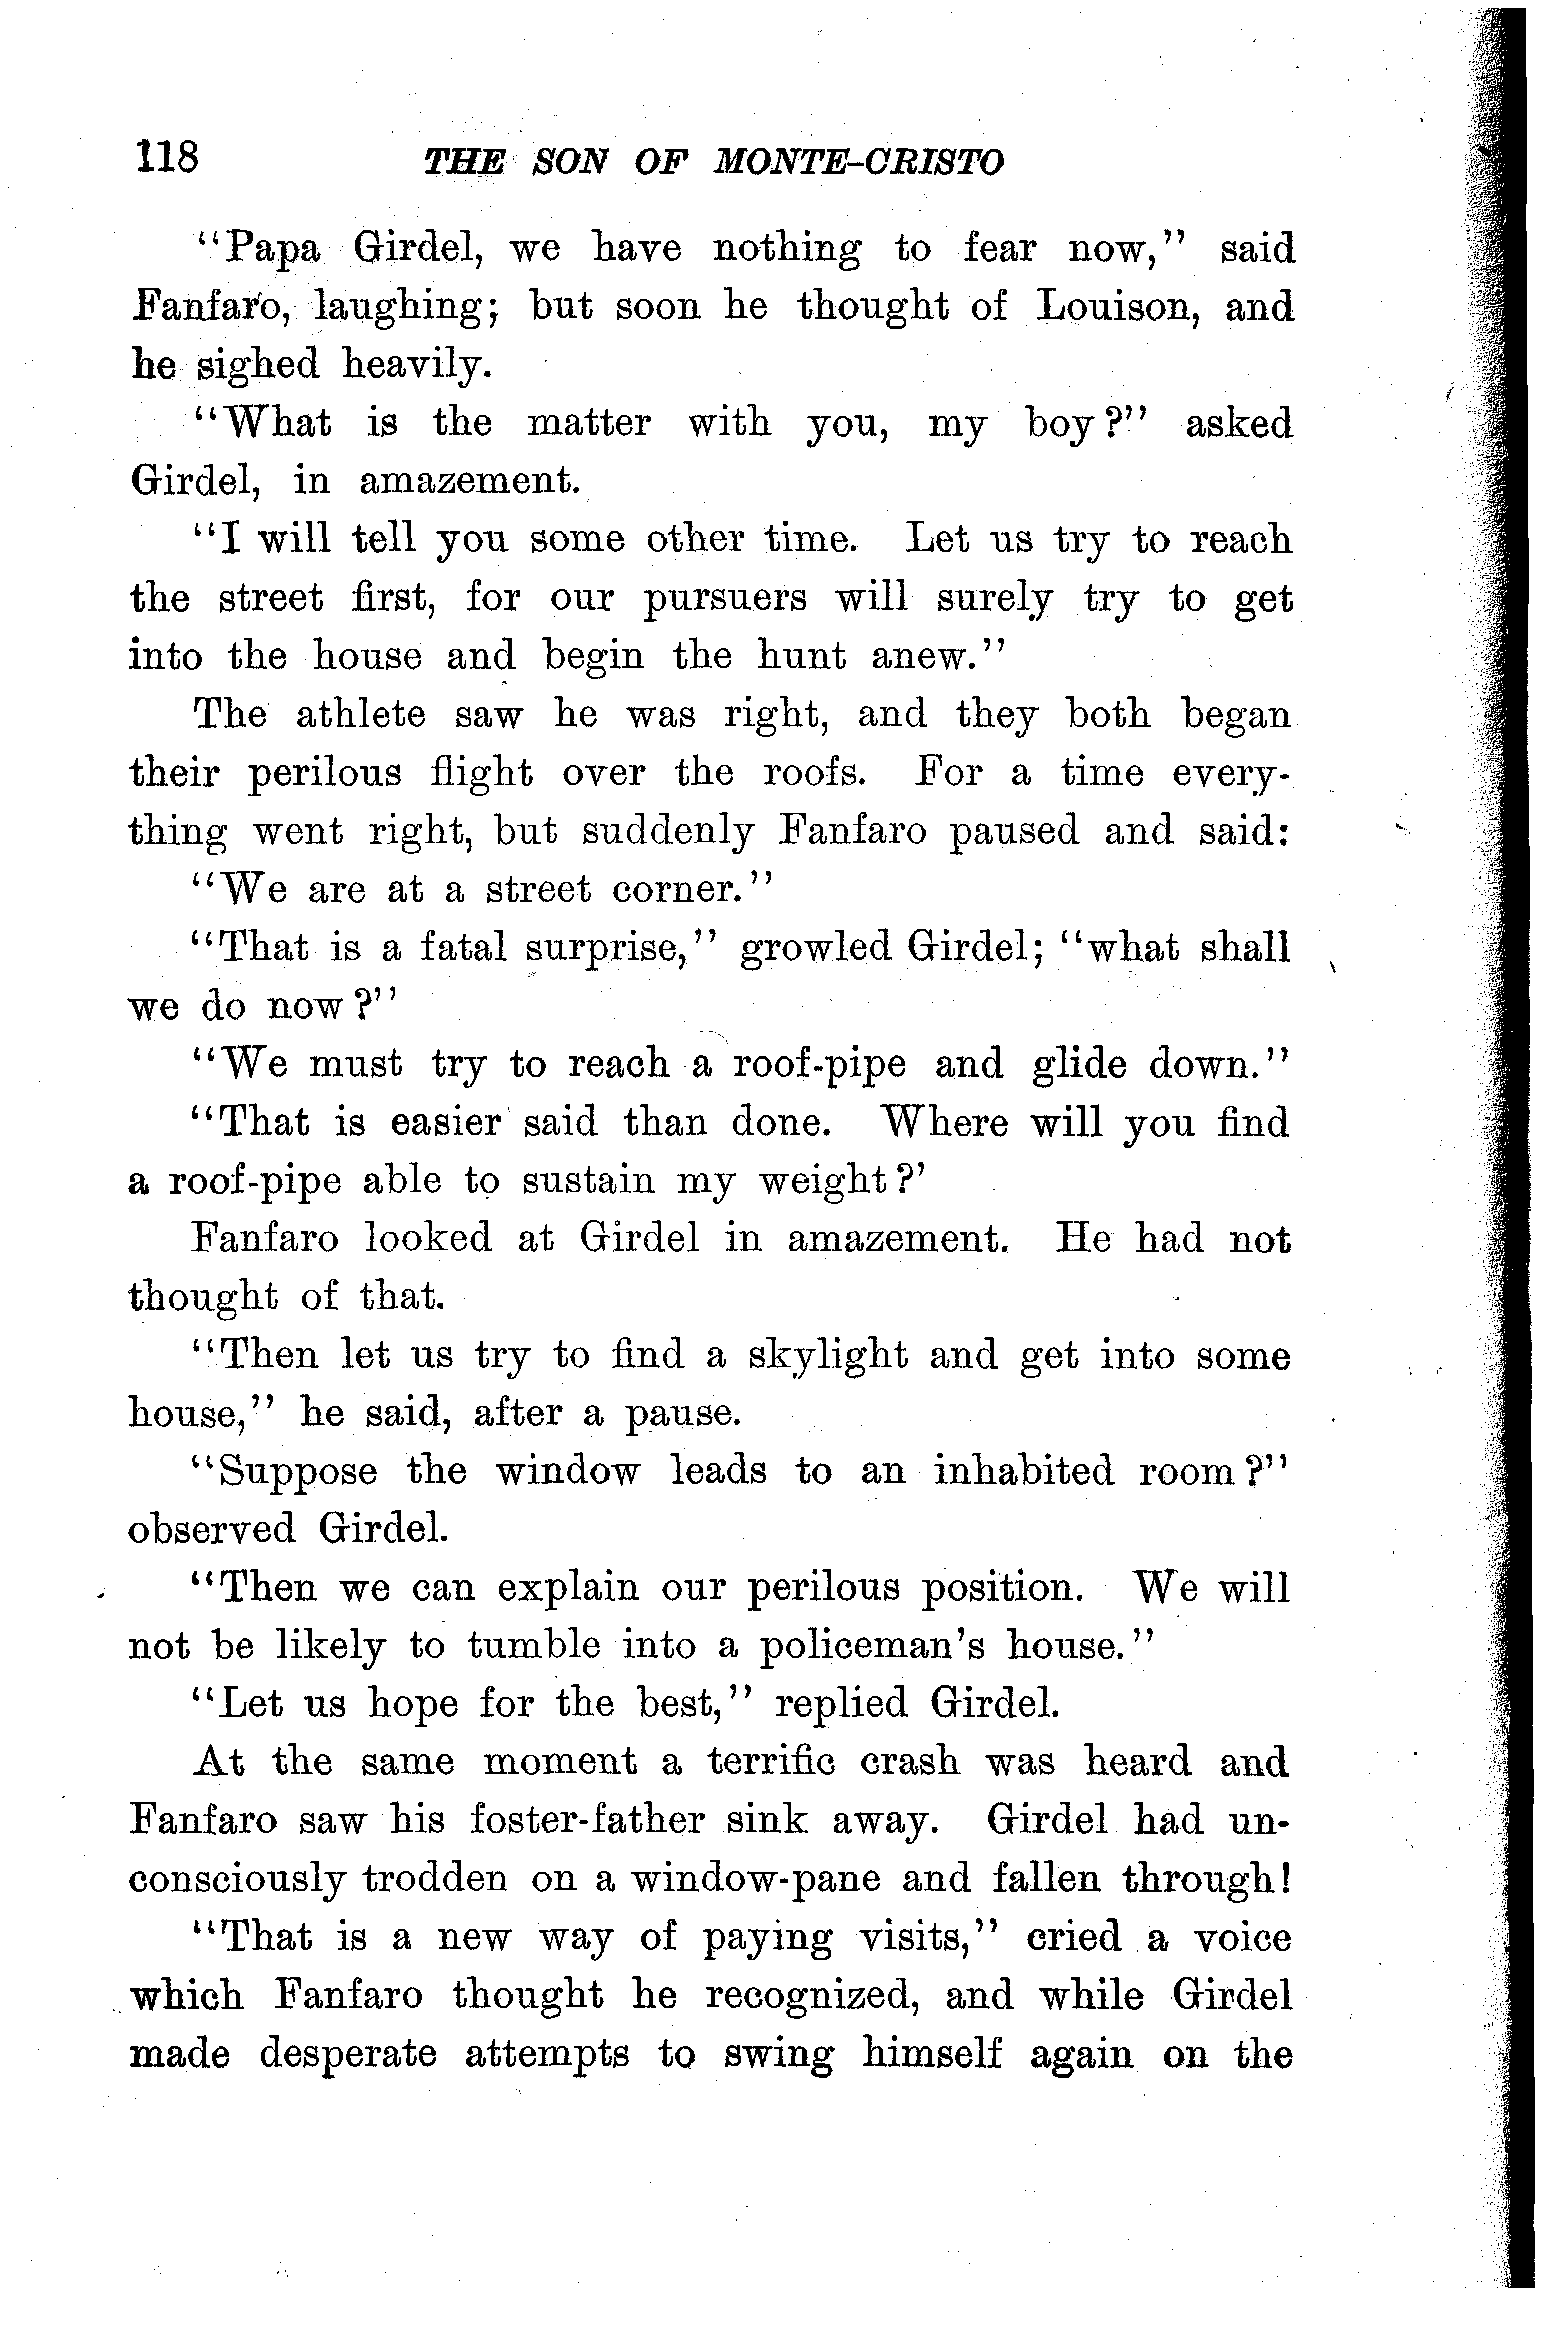 118 THE SON OF MONTE-CRISTO
"Papa Girdel, we have nothing to fear now," said
Fanfaro, laughing; but soon he thought of Louison, and
he sighed heavily.
"What is the matter with you, my boy?" asked
Girdel, in amazement.
"I will tell you some other time. Let us try to reach
the street first, for our pursuers will surely try to get
into the house and begin the hunt anew."
The athlete saw he was right, and they both began
their perilous flight over the roofs. For a time every-
thing went right, but suddenly Fanfaro paused and said:
"We are at a street corner."
"That is a fatal surprise," growled Girdel; "what shall
we do now?"
"We must try to reach a roof-pipe and glide down."
"That is easier said than done. Where will you find
a roof-pipe able to sustain my weight?'
Fanfaro looked at Girdel in amazement. He had not
thought of that.
"Then let us try to find a skylight and get into some
house," he said, after a pause.
"Suppose the window leads to an inhabited room?"
observed Girdel.
"Then we can explain our perilous position. We will
not be likely to tumble into a policeman's house."
"Let us hope for the best," replied Girdel.
At the same moment a terrific crash was heard and
Fanfaro saw his foster-father sink away. Girdel had un-
consciously trodden on a window-pane and fallen through!
"That is a new way of paying visits," cried a voice
which Fanfaro thought he recognized, and while Girdel
made desperate attempts to swing himself again on the